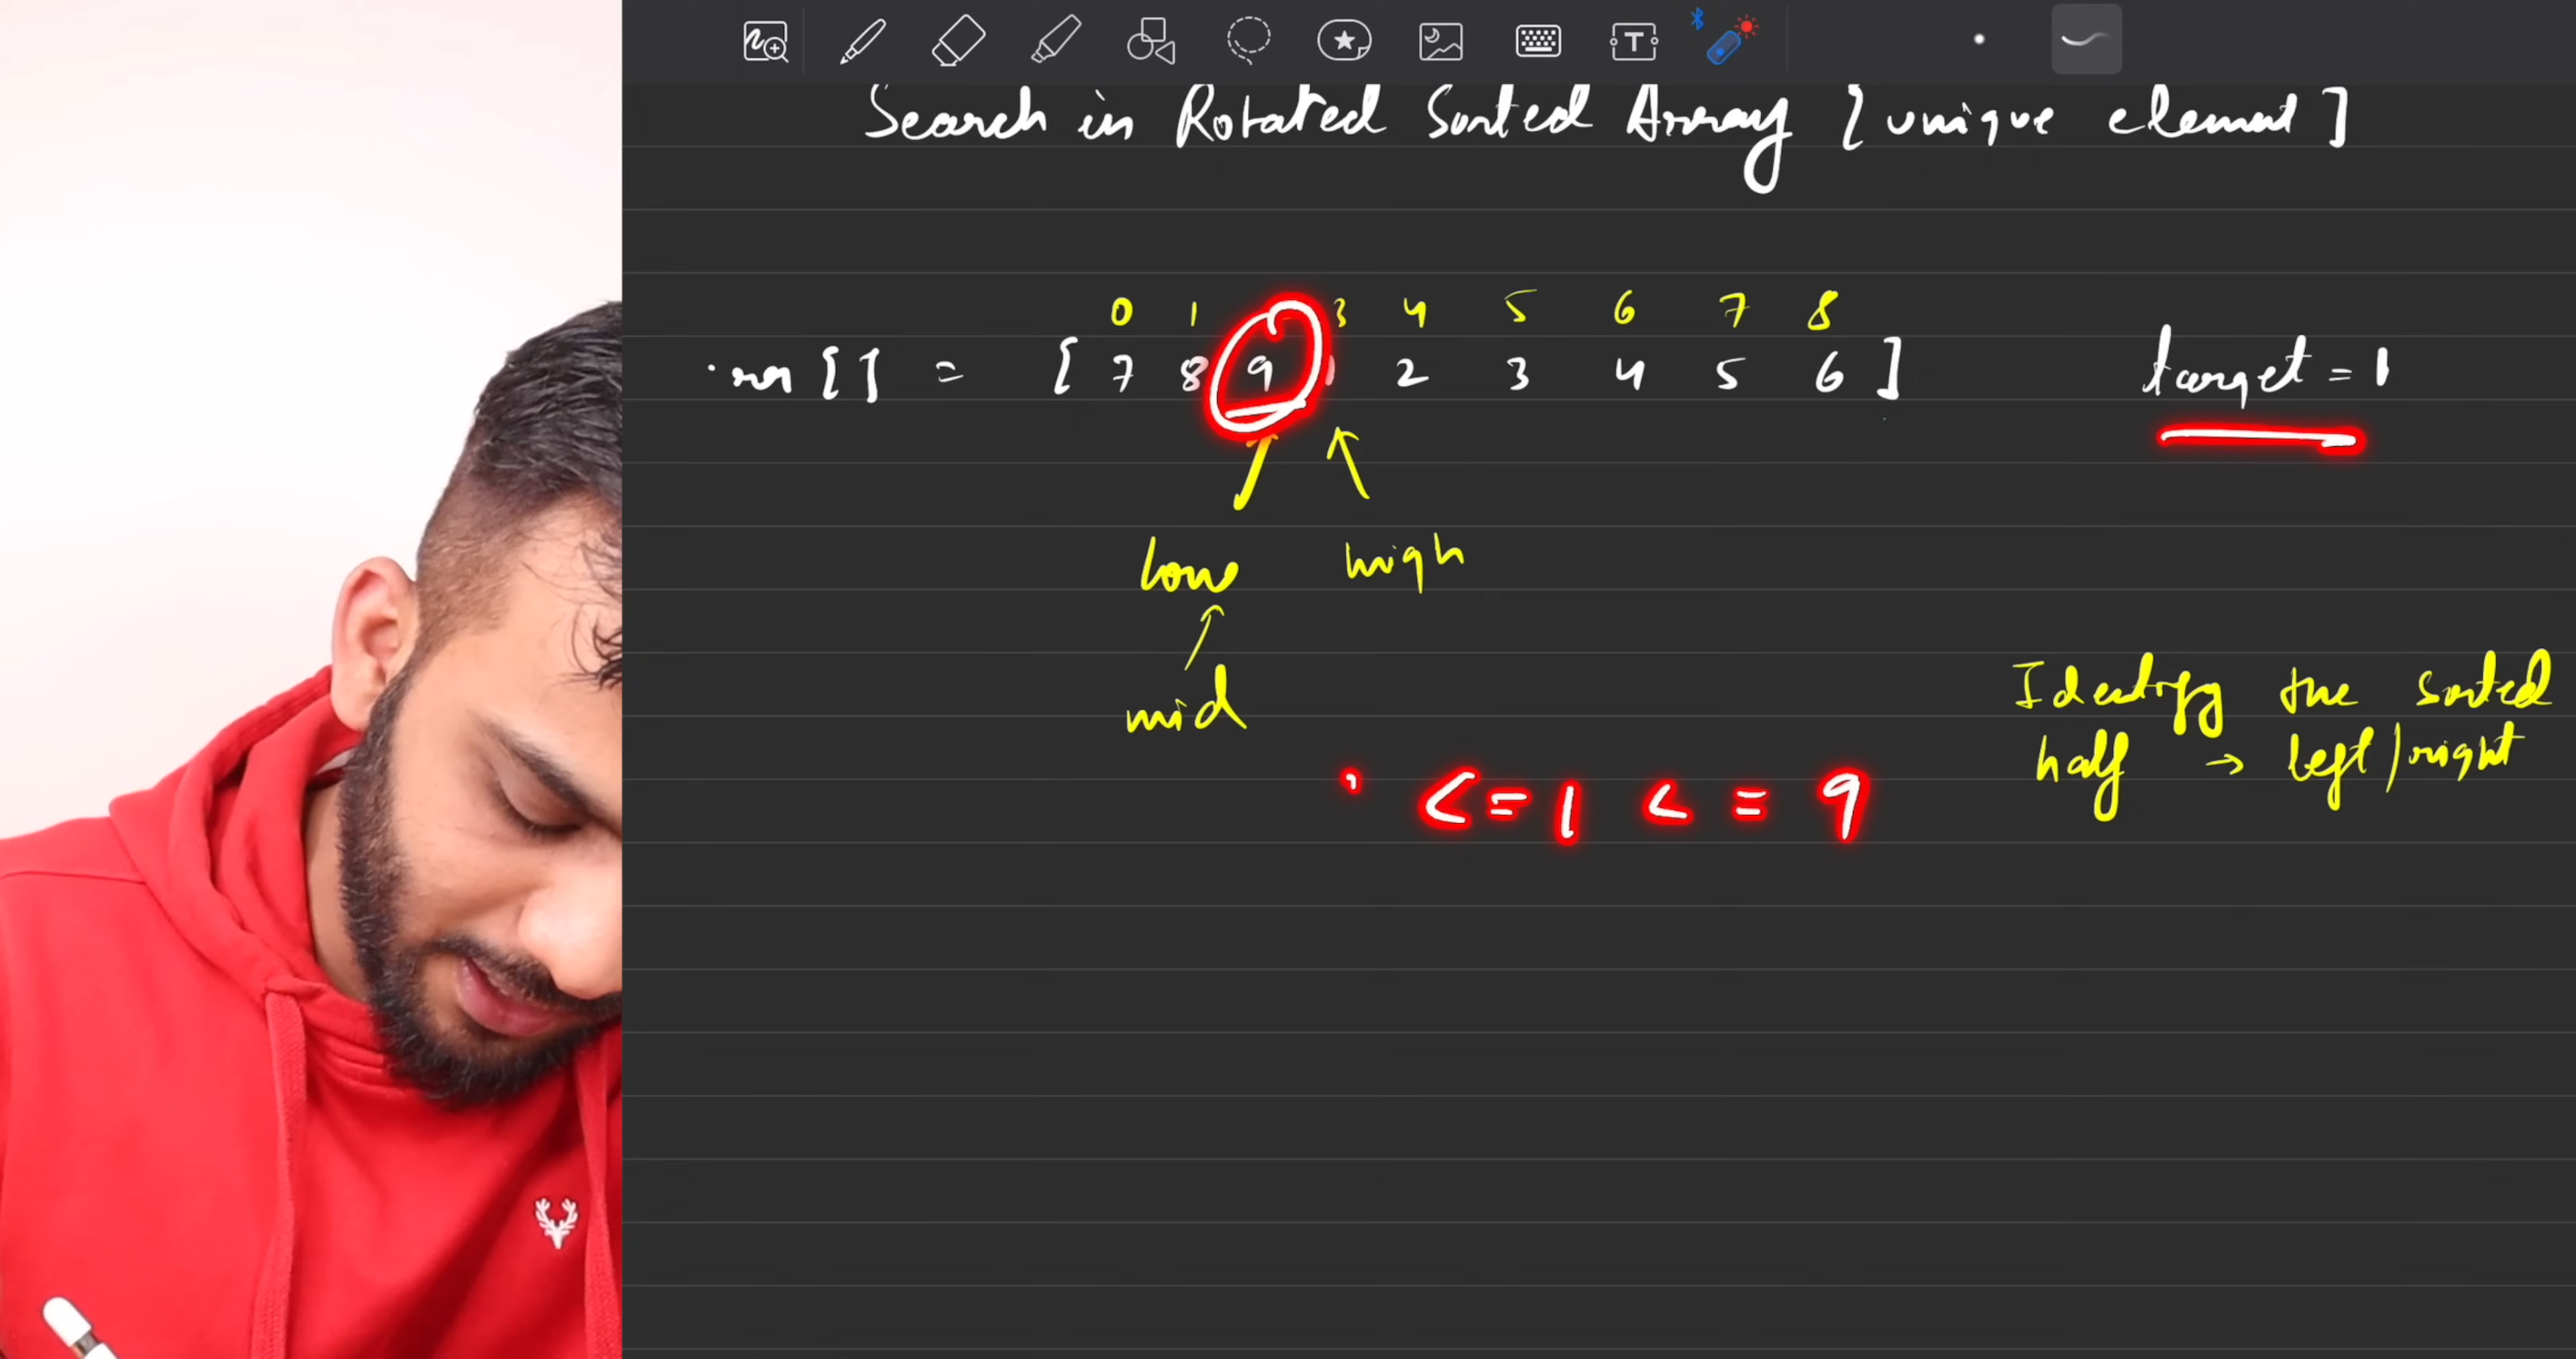 Search in Rotated Sorted Array [unique element]
0 1 3 4 5 6 7 8
[] = [7 8 9 1 2 3 4 5 6] target = 1
low high
mid
Identify the sorted
half → left/right
<= 1 <= 9